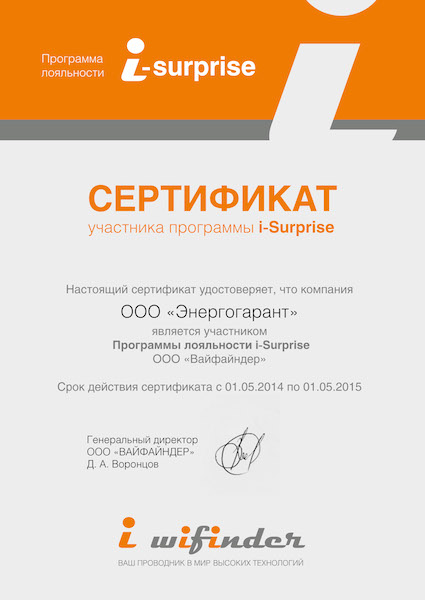 Программа
лояльности
i-surprise
СЕРТИФИКАТ
участника программы i-Surprise
Настоящий сертификат удостоверяет, что компания
ООО «Энергогарант»
является участником
Программы лояльности i-Surprise
ООО «Вайфайндер»
Срок действия сертификата с 01.05.2014 по 01.05.2015
Генеральный директор
ООО «ВАЙФАЙНДЕР»
Д. А. Воронцов
i wifinder
ВАШ ПРОВОДНИК В МИР ВЫСОКИХ ТЕХНОЛОГИЙ